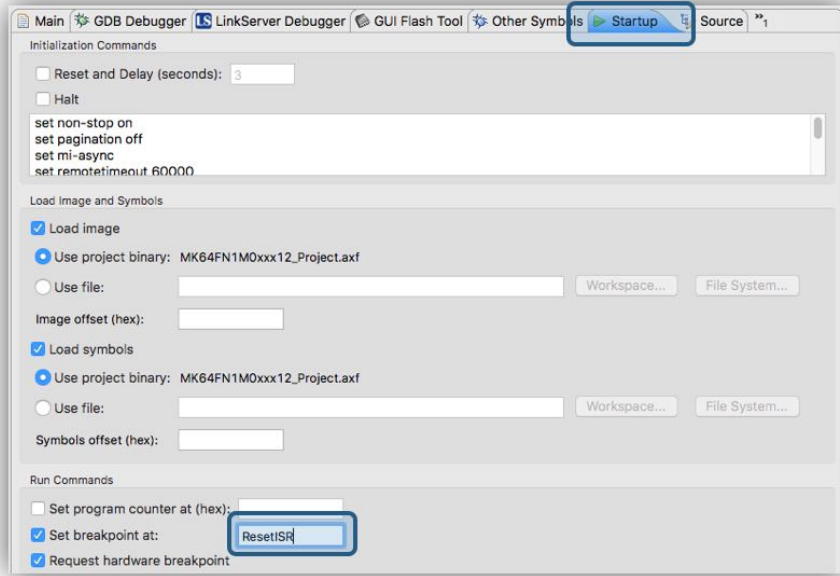 Main GDB Debugger LS LinkServer Debugger GUI Flash Tool Other Symbols Startup Source »1
Initialization Commands
Reset and Delay (seconds): 3
Halt
set non-stop on
set pagination off
set mi-async
set remotetimeout 60000
Load Image and Symbols
Load image
Use project binary: MK64FN1M0xxx12_Project.axf
Use file: Workspace... File System...
Image offset (hex):
Load symbols
Use project binary: MK64FN1M0xxx12_Project.axf
Use file: Workspace... File System...
Symbols offset (hex):
Run Commands
Set program counter at (hex):
Set breakpoint at: ResetISR
Request hardware breakpoint